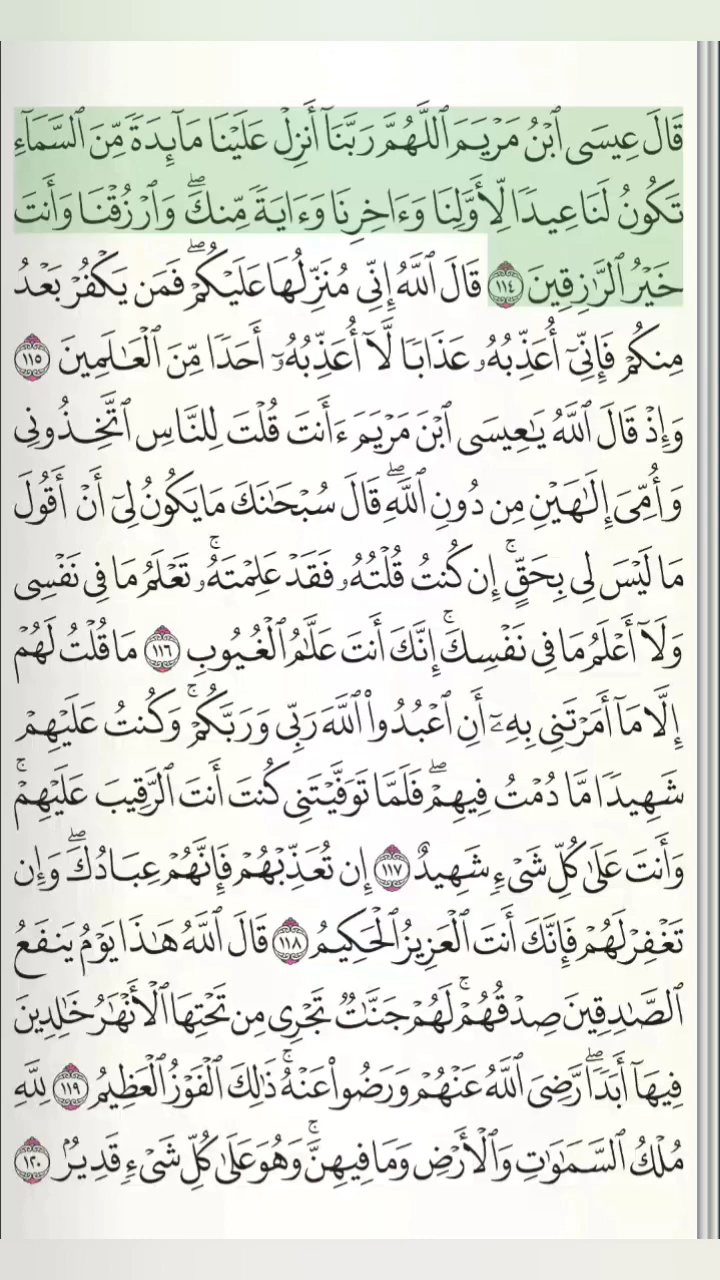 قَالَ عِيسَى ٱبۡنُ مَرۡيَمَ ٱللَّهُمَّ رَبَّنَآ أَنزِلۡ عَلَيۡنَا مَآئِدَةٗ مِّنَ ٱلسَّمَآءِ
تَكُونُ لَنَا عِيدٗا لِّأَوَّلِنَا وَءَاخِرِنَا وَءَايَةٗ مِّنكَۖ وَٱرۡزُقۡنَا وَأَنتَ
خَيۡرُ ٱلرَّٰزِقِينَ ١١٤ قَالَ ٱللَّهُ إِنِّي مُنَزِّلُهَا عَلَيۡكُمۡۖ فَمَن يَكۡفُرۡ بَعۡدُ
مِنكُمۡ فَإِنِّيٓ أُعَذِّبُهُۥ عَذَابٗا لَّآ أُعَذِّبُهُۥٓ أَحَدٗا مِّنَ ٱلۡعَٰلَمِينَ ١١٥
وَإِذۡ قَالَ ٱللَّهُ يَٰعِيسَى ٱبۡنَ مَرۡيَمَ ءَأَنتَ قُلۡتَ لِلنَّاسِ ٱتَّخِذُونِي
وَأُمِّيَ إِلَٰهَيۡنِ مِن دُونِ ٱللَّهِۖ قَالَ سُبۡحَٰنَكَ مَا يَكُونُ لِيٓ أَنۡ أَقُولَ
مَا لَيۡسَ لِي بِحَقٍّۚ إِن كُنتُ قُلۡتُهُۥ فَقَدۡ عَلِمۡتَهُۥۚ تَعۡلَمُ مَا فِي نَفۡسِي
وَلَآ أَعۡلَمُ مَا فِي نَفۡسِكَۚ إِنَّكَ أَنتَ عَلَّٰمُ ٱلۡغُيُوبِ ١١٦ مَا قُلۡتُ لَهُمۡ
إِلَّا مَآ أَمَرۡتَنِي بِهِۦٓ أَنِ ٱعۡبُدُواْ ٱللَّهَ رَبِّي وَرَبَّكُمۡۚ وَكُنتُ عَلَيۡهِمۡ
شَهِيدٗا مَّا دُمۡتُ فِيهِمۡۖ فَلَمَّا تَوَفَّيۡتَنِي كُنتَ أَنتَ ٱلرَّقِيبَ عَلَيۡهِمۡۚ
وَأَنتَ عَلَىٰ كُلِّ شَيۡءٖ شَهِيدٌ ١١٧ إِن تُعَذِّبۡهُمۡ فَإِنَّهُمۡ عِبَادُكَۖ وَإِن
تَغۡفِرۡ لَهُمۡ فَإِنَّكَ أَنتَ ٱلۡعَزِيزُ ٱلۡحَكِيمُ ١١٨ قَالَ ٱللَّهُ هَٰذَا يَوۡمُ يَنفَعُ
ٱلصَّٰدِقِينَ صِدۡقُهُمۡۚ لَهُمۡ جَنَّٰتٞ تَجۡرِي مِن تَحۡتِهَا ٱلۡأَنۡهَٰرُ خَٰلِدِينَ
فِيهَآ أَبَدٗاۖ رَّضِيَ ٱللَّهُ عَنۡهُمۡ وَرَضُواْ عَنۡهُۚ ذَٰلِكَ ٱلۡفَوۡزُ ٱلۡعَظِيمُ ١١٩ لِلَّهِ
مُلۡكُ ٱلسَّمَٰوَٰتِ وَٱلۡأَرۡضِ وَمَا فِيهِنَّۚ وَهُوَ عَلَىٰ كُلِّ شَيۡءٖ قَدِيرُۢ ١٢٠